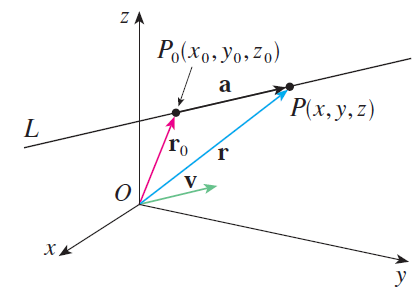 z
P₀(x₀, y₀, z₀)
a
P(x, y, z)
L
r₀
r
v
O
x
y